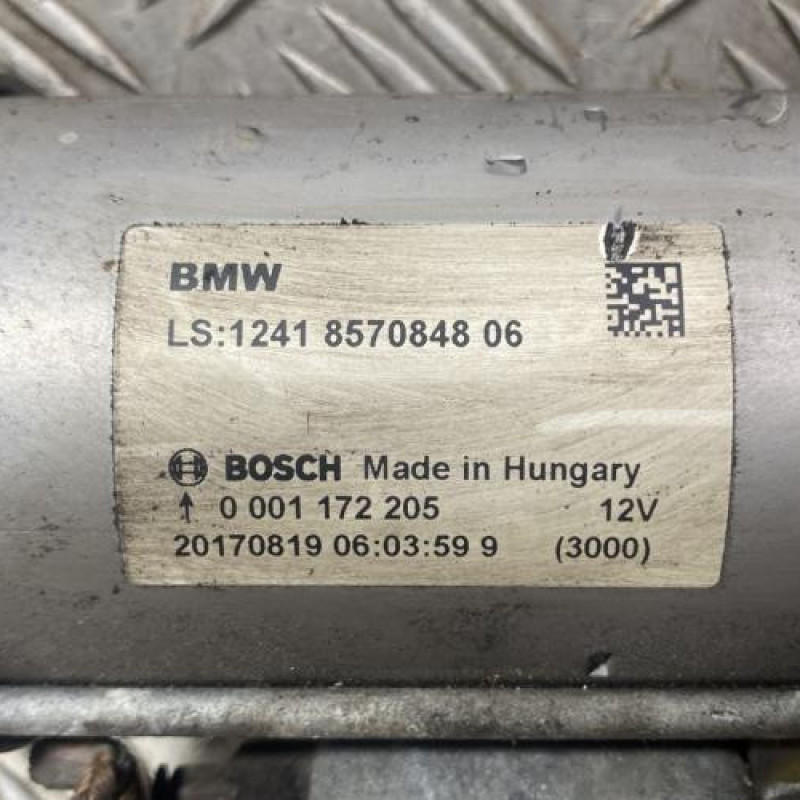 BMW
LS:1241 8570848 06
BOSCH Made in Hungary
↑ 0 001 172 205 12V
20170819 06:03:59 9 (3000)